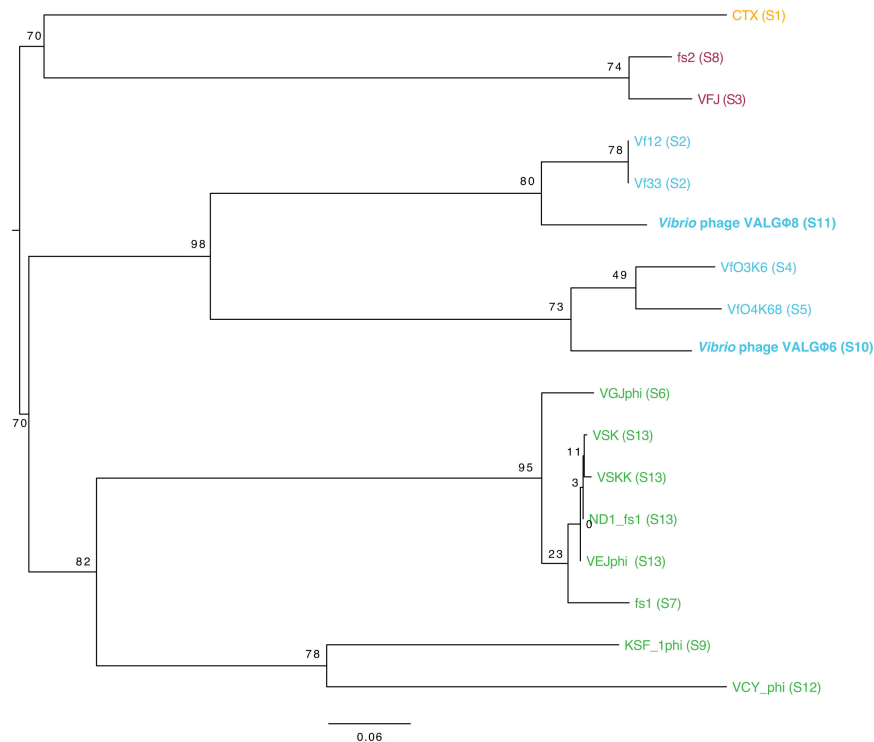 CTX (S1)
70
fs2 (S8)
74
VFJ (S3)
Vf12 (S2)
78
80
Vf33 (S2)
Vibrio phage VALGΦ8 (S11)
98
VfO3K6 (S4)
49
73
VfO4K68 (S5)
Vibrio phage VALGΦ6 (S10)
VGJphi (S6)
70
VSK (S13)
11
95
VSKK (S13)
3
ND1_fs1 (S13)
0
23
82
VEJphi (S13)
fs1 (S7)
KSF_1phi (S9)
78
VCY_phi (S12)
0.06